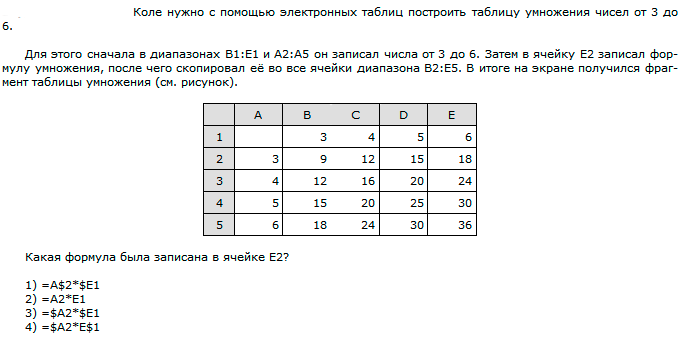 Коле нужно с помощью электронных таблиц построить таблицу умножения чисел от 3 до
6.
Для этого сначала в диапазонах B1:E1 и A2:A5 он записал числа от 3 до 6. Затем в ячейку E2 записал фор-
мулу умножения, после чего скопировал её во все ячейки диапазона B2:E5. В итоге на экране получился фраг-
мент таблицы умножения (см. рисунок).
A B C D E
1 3 4 5 6
2 3 9 12 15 18
3 4 12 16 20 24
4 5 15 20 25 30
5 6 18 24 30 36
Какая формула была записана в ячейке E2?
1) =A$2*$E1
2) =A2*E1
3) =$A2*$E1
4) =$A2*E$1